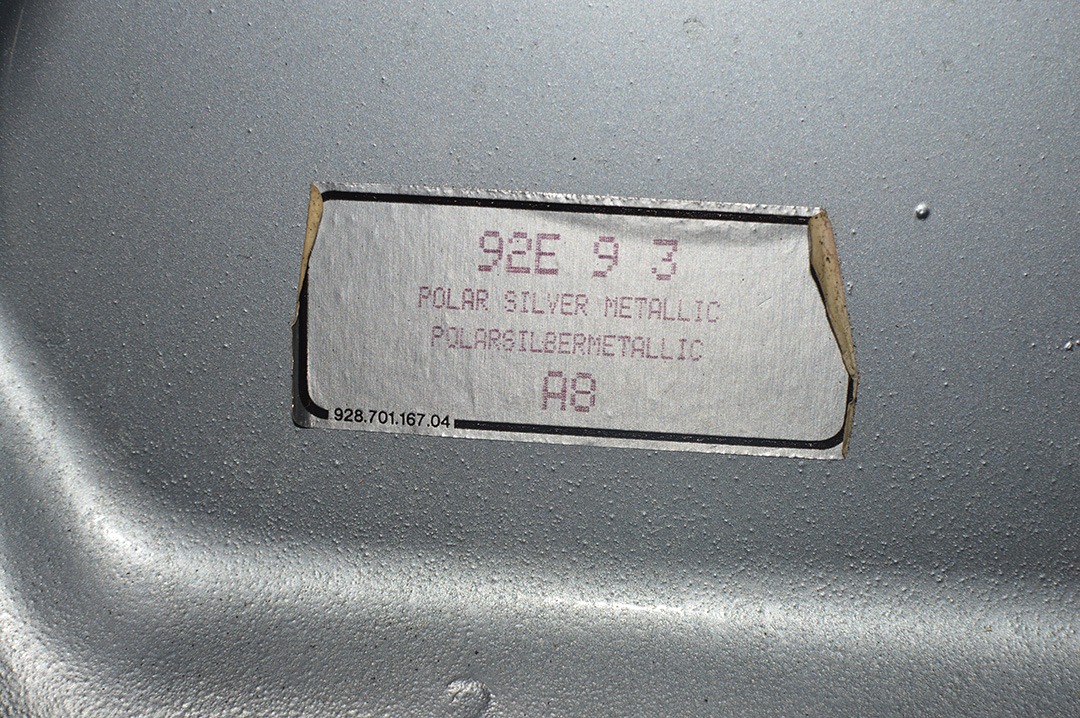 92E 9 3
POLAR SILVER METALLIC
POLARSILBERMETALLIC
A8
928.701.167.04